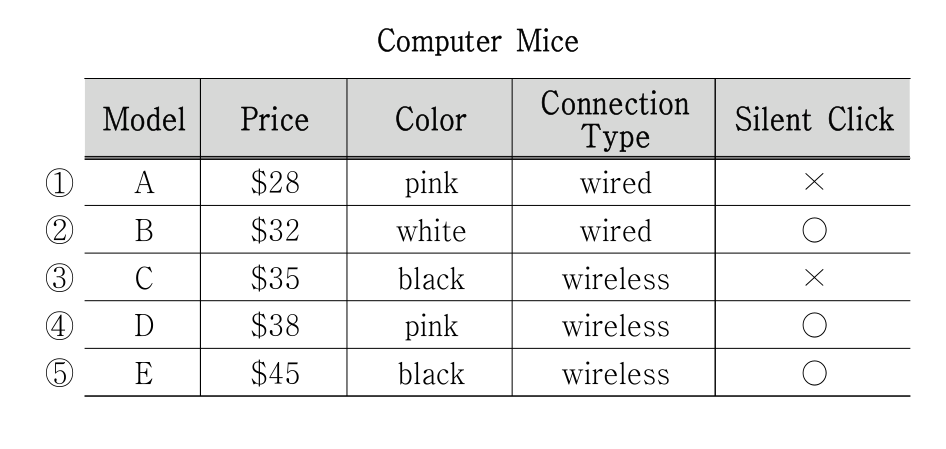 Computer Mice
Model Price Color Connection Type Silent Click
① A $28 pink wired ×
② B $32 white wired ○
③ C $35 black wireless ×
④ D $38 pink wireless ○
⑤ E $45 black wireless ○